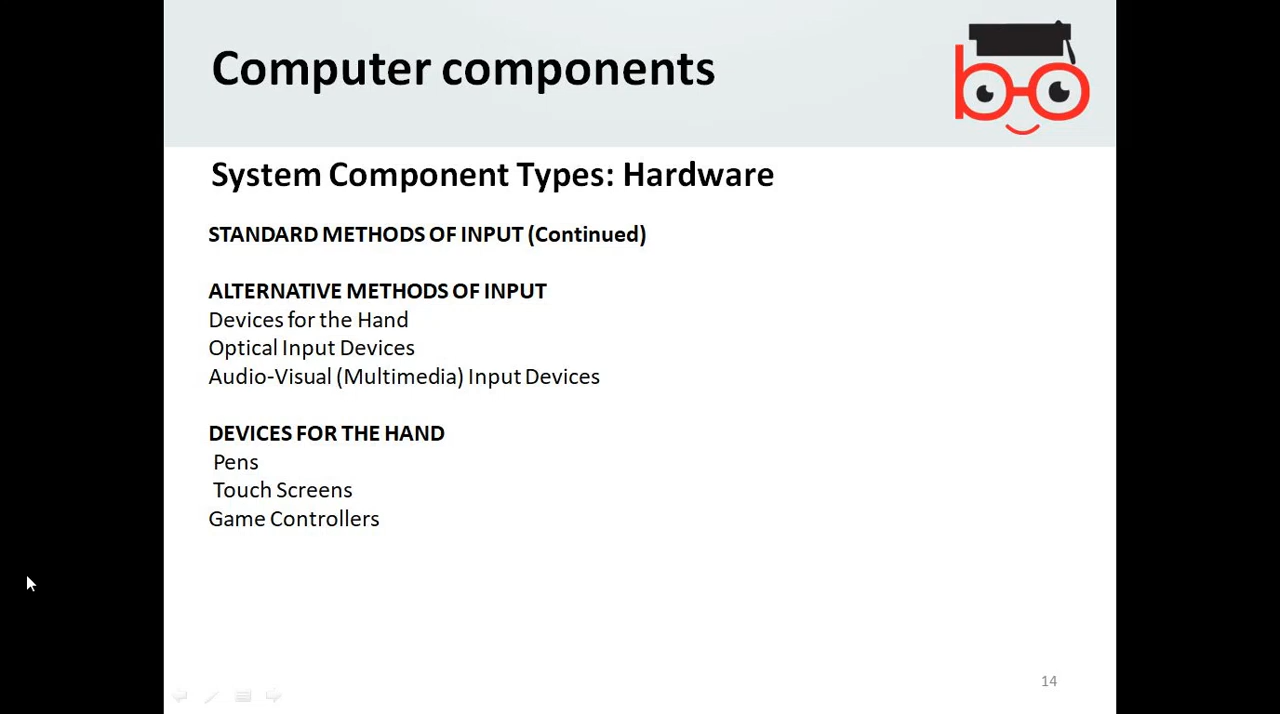 Computer components
System Component Types: Hardware
STANDARD METHODS OF INPUT (Continued)
ALTERNATIVE METHODS OF INPUT
Devices for the Hand
Optical Input Devices
Audio-Visual (Multimedia) Input Devices
DEVICES FOR THE HAND
Pens
Touch Screens
Game Controllers
14